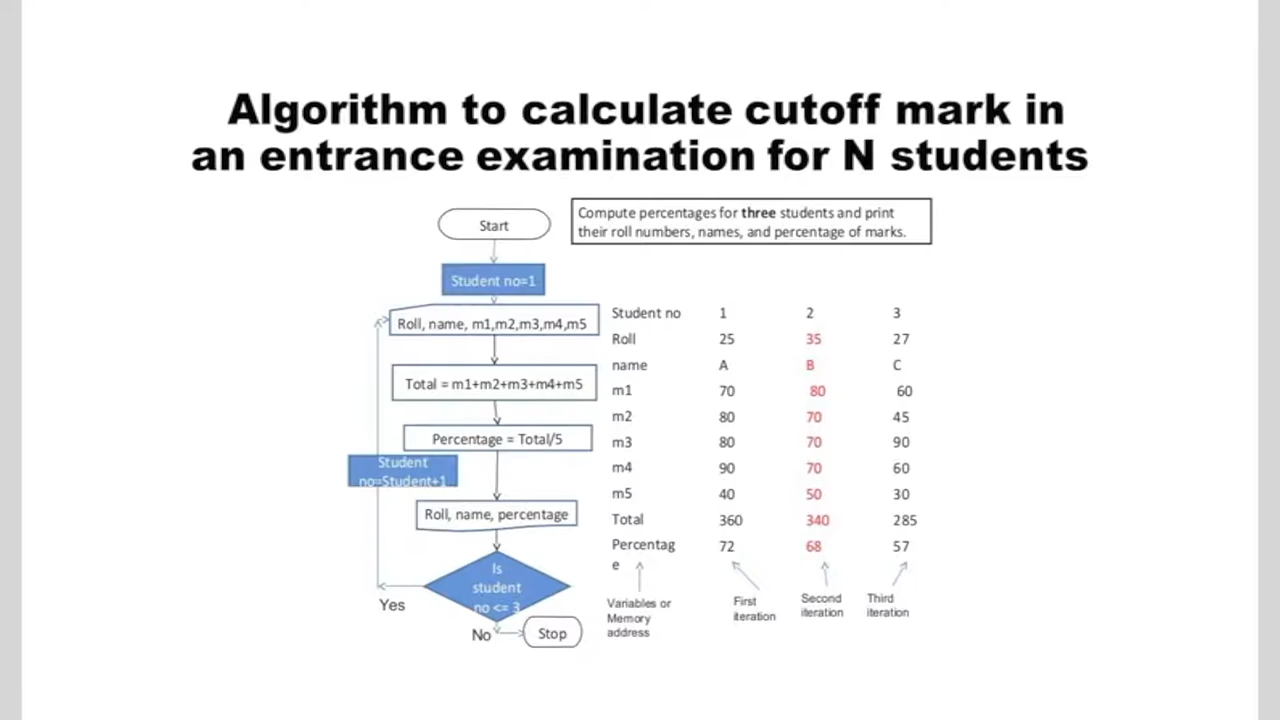 Algorithm to calculate cutoff mark in
an entrance examination for N students
Start
Compute percentages for three students and print
their roll numbers, names, and percentage of marks.
Student no=1
Roll, name, m1,m2,m3,m4,m5
Total = m1+m2+m3+m4+m5
Percentage = Total/5
Student
no=Student+1
Roll, name, percentage
Is
student
no <= 3
Yes
No
Stop
Student no 1 2 3
Roll 25 35 27
name A B C
m1 70 80 60
m2 80 70 45
m3 80 70 90
m4 90 70 60
m5 40 50 30
Total 360 340 285
Percentag 72 68 57
e
Variables or
Memory
address
First
iteration
Second
iteration
Third
iteration